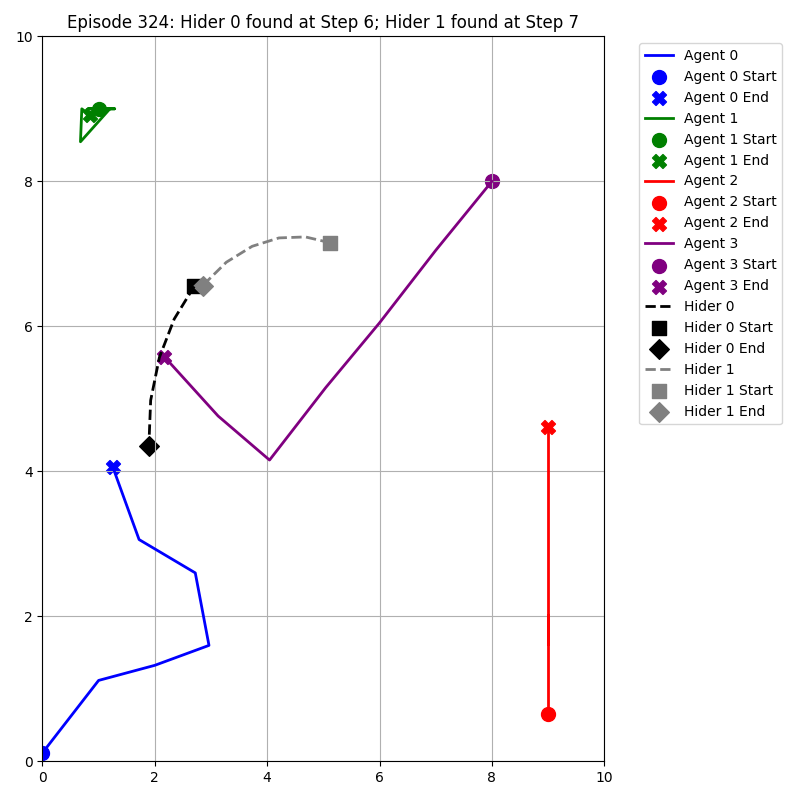 Episode 324: Hider 0 found at Step 6; Hider 1 found at Step 7
10
8
6
4
2
0
0 2 4 6 8 10
Agent 0
Agent 0 Start
Agent 0 End
Agent 1
Agent 1 Start
Agent 1 End
Agent 2
Agent 2 Start
Agent 2 End
Agent 3
Agent 3 Start
Agent 3 End
Hider 0
Hider 0 Start
Hider 0 End
Hider 1
Hider 1 Start
Hider 1 End